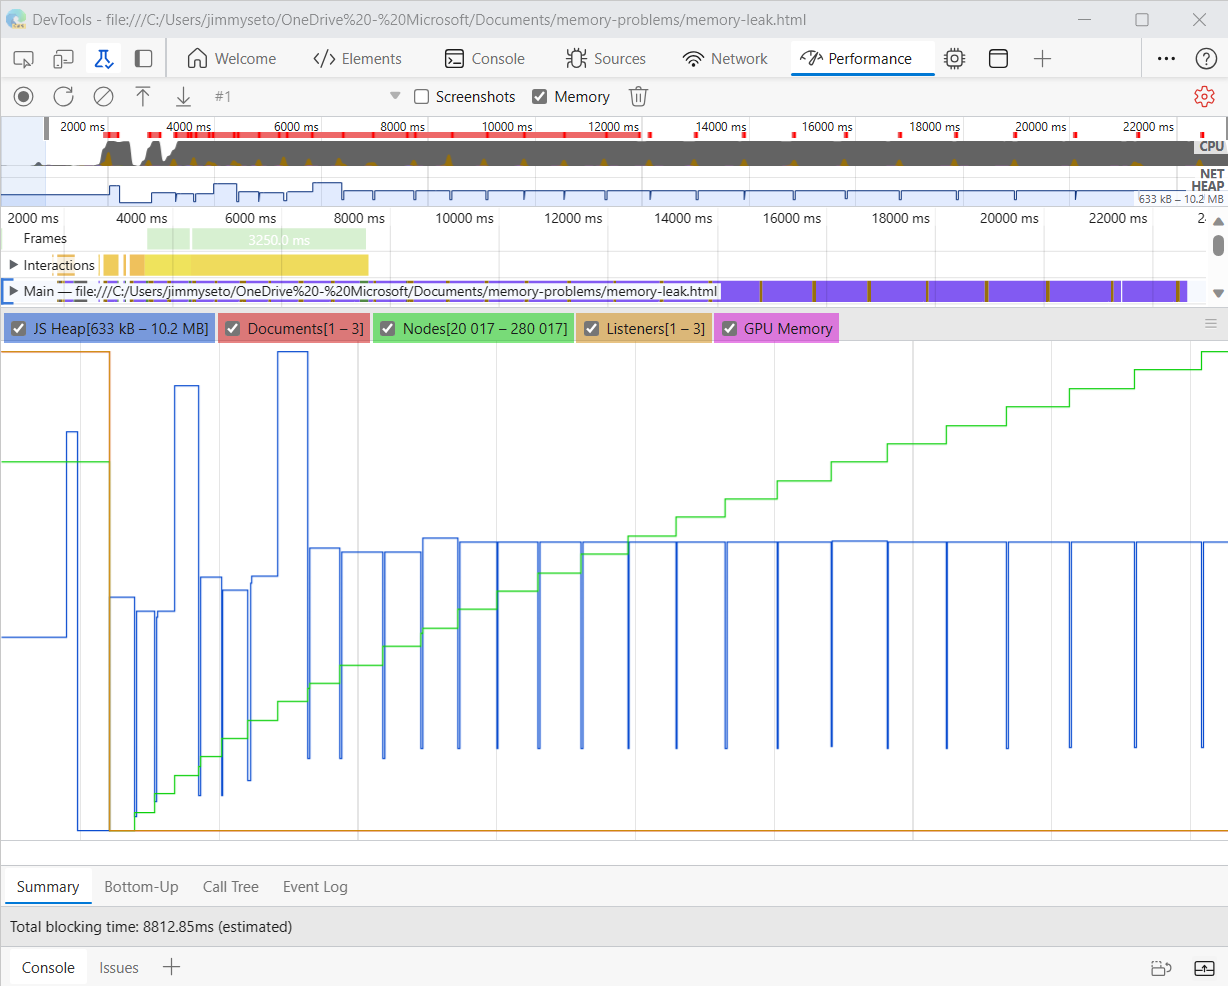 DevTools - file:///C:/Users/jimmyseto/OneDrive%20-%20Microsoft/Documents/memory-problems/memory-leak.html
Welcome
Elements
Console
Sources
Network
Performance
#1
Screenshots
Memory
2000 ms 4000 ms 6000 ms 8000 ms 10000 ms 12000 ms 14000 ms 16000 ms 18000 ms 20000 ms 22000 ms
CPU
NET
HEAP
633 kB – 10.2 MB
2000 ms 4000 ms 6000 ms 8000 ms 10000 ms 12000 ms 14000 ms 16000 ms 18000 ms 20000 ms 22000 ms 2
Frames
3250.0 ms
Interactions
Main — file:///C:/Users/jimmyseto/OneDrive%20-%20Microsoft/Documents/memory-problems/memory-leak.html
JS Heap[633 kB – 10.2 MB]
Documents[1 – 3]
Nodes[20 017 – 280 017]
Listeners[1 – 3]
GPU Memory
Summary
Bottom-Up
Call Tree
Event Log
Total blocking time: 8812.85ms (estimated)
Console
Issues